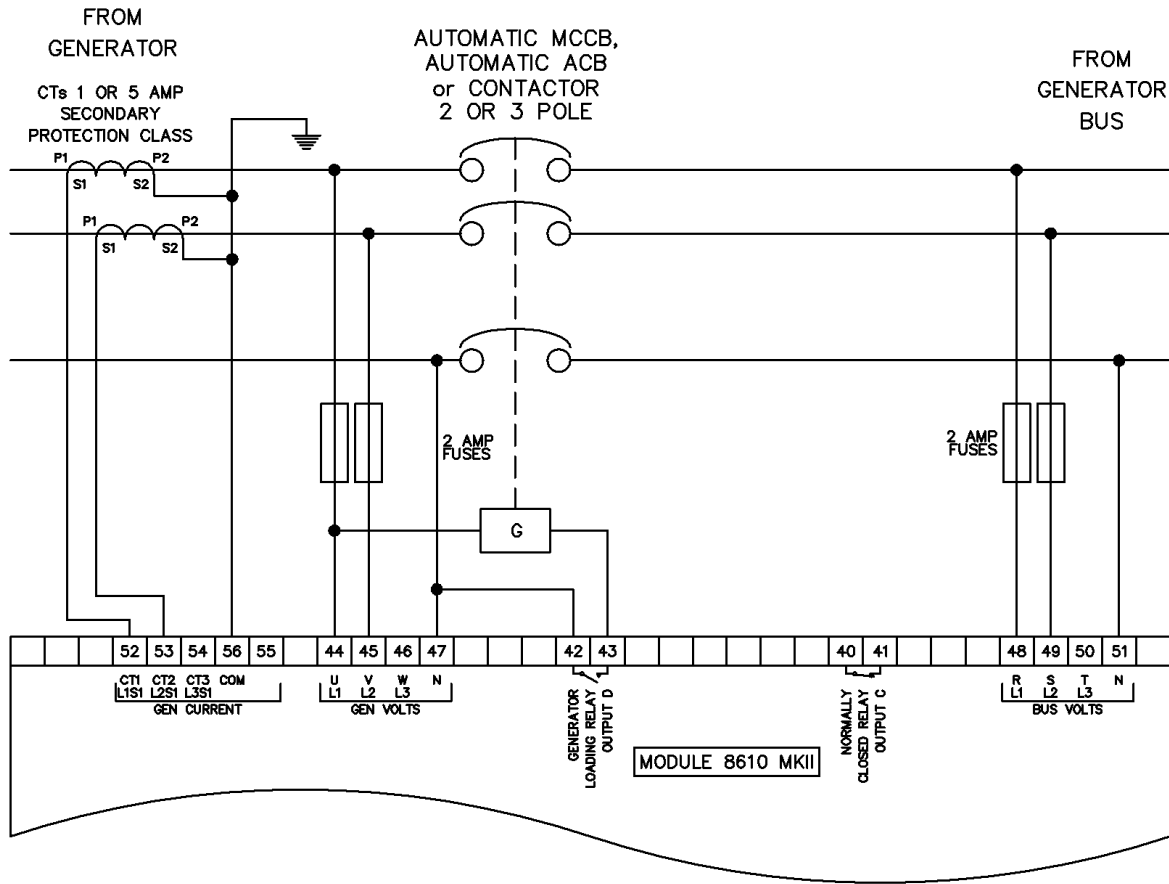 FROM
GENERATOR
CTs 1 OR 5 AMP
SECONDARY
PROTECTION CLASS
AUTOMATIC MCCB,
AUTOMATIC ACB
or CONTACTOR
2 OR 3 POLE
FROM
GENERATOR
BUS
P1 P2
S1 S2
P1 P2
S1 S2
2 AMP
FUSES
2 AMP
FUSES
G
52 53 54 56 55 44 45 46 47 42 43 40 41 48 49 50 51
CT1 CT2 CT3 COM
L1S1 L2S1 L3S1
GEN CURRENT
U V W N
L1 L2 L3
GEN VOLTS
GENERATOR
LOADING RELAY
OUTPUT D
MODULE 8610 MKII
NORMALLY
CLOSED RELAY
OUTPUT C
R S T N
L1 L2 L3
BUS VOLTS